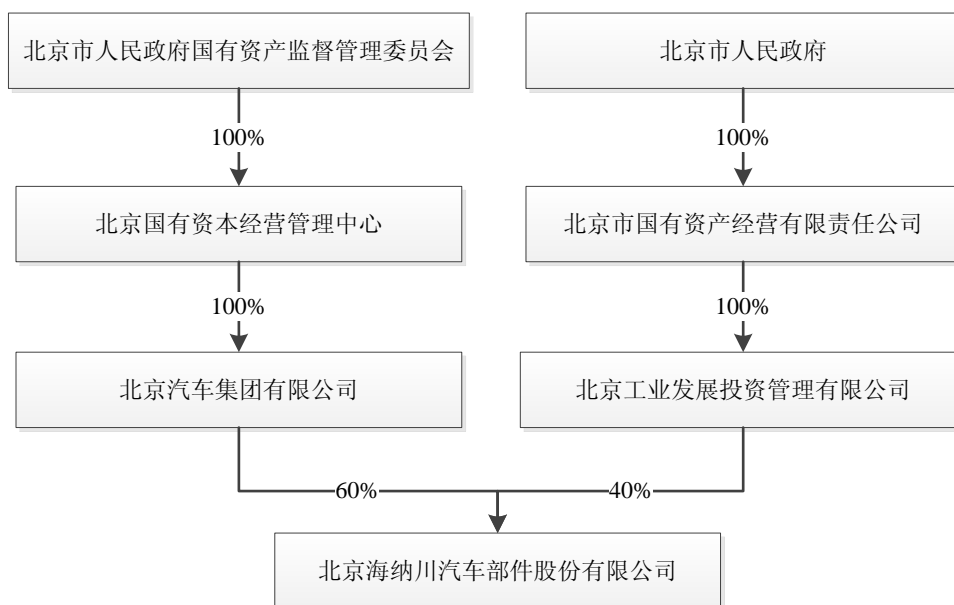 北京市人民政府国有资产监督管理委员会
北京市人民政府
100%
100%
北京国有资本经营管理中心
北京市国有资产经营有限责任公司
100%
100%
北京汽车集团有限公司
北京工业发展投资管理有限公司
60%
40%
北京海纳川汽车部件股份有限公司